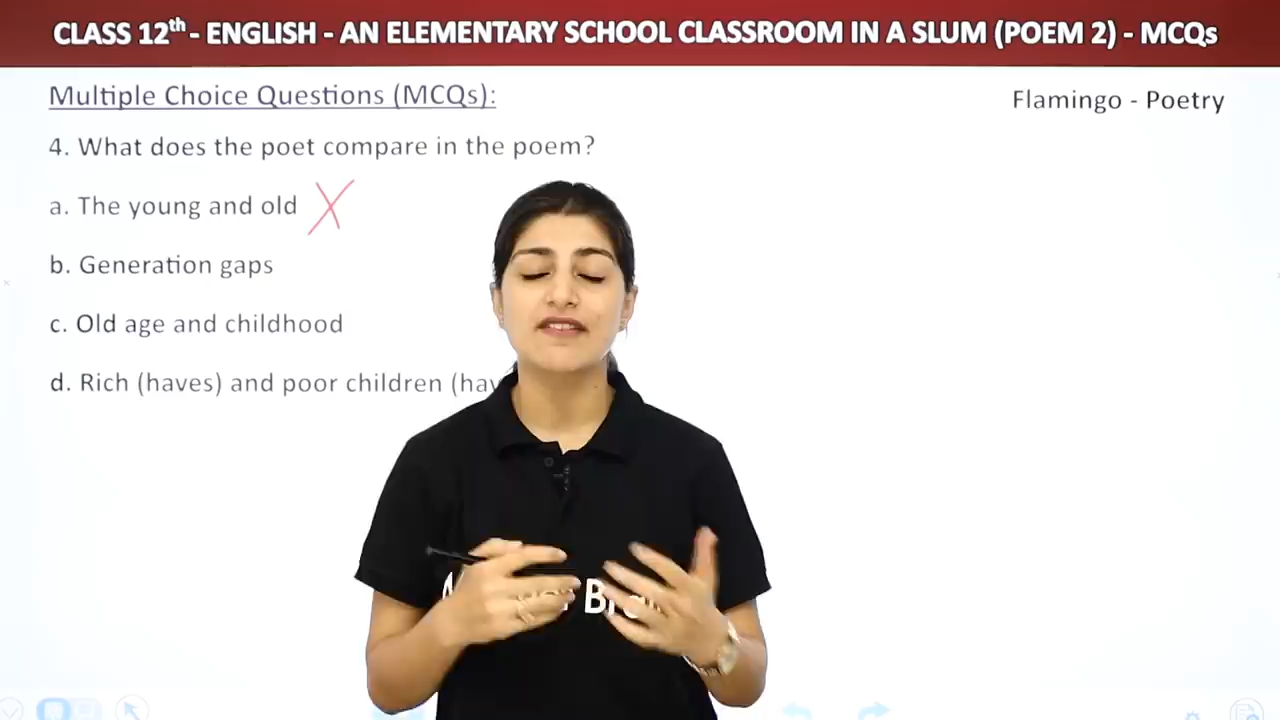 CLASS 12th - ENGLISH - AN ELEMENTARY SCHOOL CLASSROOM IN A SLUM (POEM 2) - MCQs
Multiple Choice Questions (MCQs):
Flamingo - Poetry
4. What does the poet compare in the poem?
a. The young and old
b. Generation gaps
c. Old age and childhood
d. Rich (haves) and poor children